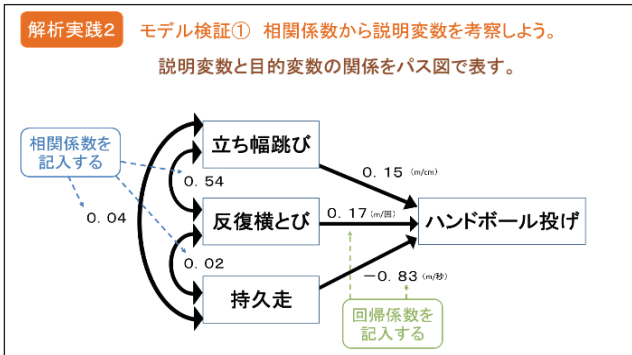 解析実践2
モデル検証① 相関係数から説明変数を考察しよう。
説明変数と目的変数の関係をパス図で表す。
相関係数を
記入する
立ち幅跳び
0.15 (m/cm)
0.54
0.04
反復横とび
0.17 (m/回)
ハンドボール投げ
0.02
持久走
-0.83 (m/秒)
回帰係数を
記入する